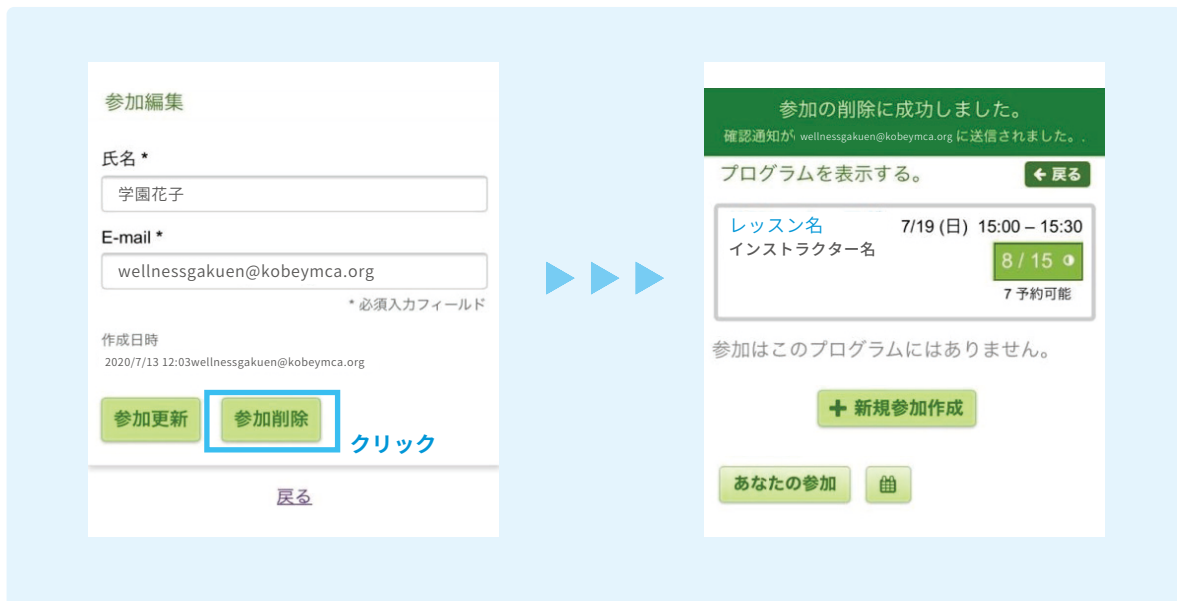 参加編集
氏名 *
学園花子
E-mail *
wellnessgakuen@kobeymca.org
* 必須入力フィールド
作成日時
2020/7/13 12:03wellnessgakuen@kobeymca.org
参加更新
参加削除
クリック
戻る
参加の削除に成功しました。
確認通知が wellnessgakuen@kobeymca.org に送信されました。.
プログラムを表示する。
戻る
レッスン名 7/19 (日) 15:00 – 15:30
インストラクター名
8 / 15
7 予約可能
参加はこのプログラムにはありません。
新規参加作成
あなたの参加